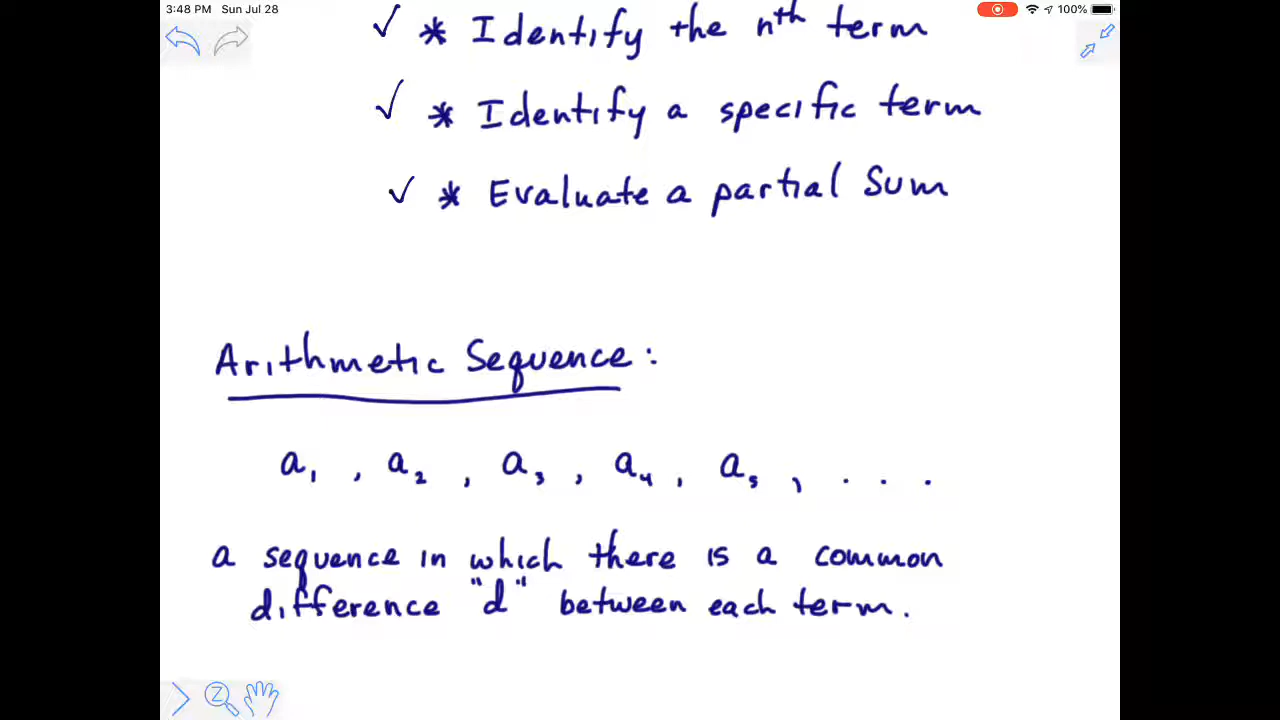 3:48 PM Sun Jul 28 100%
✓ * Identify the nth term
✓ * Identify a specific term
✓ * Evaluate a partial Sum
Arithmetic Sequence:
a₁, a₂, a₃, a₄, a₅, . . .
a sequence in which there is a common
difference "d" between each term.
Z